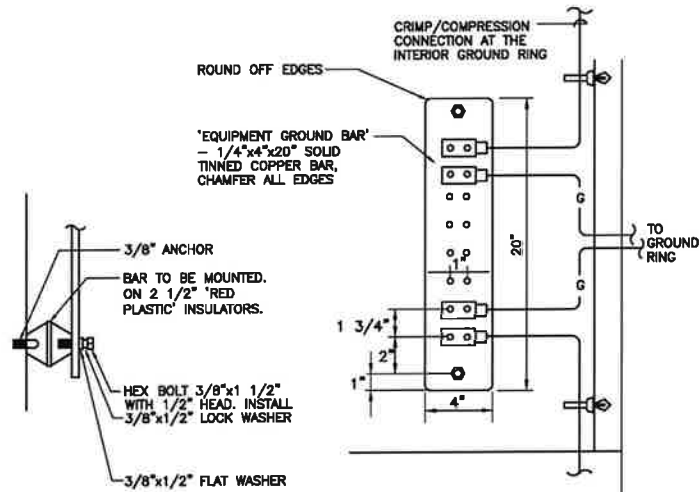 CRIMP/COMPRESSION
CONNECTION AT THE
INTERIOR GROUND RING
ROUND OFF EDGES
'EQUIPMENT GROUND BAR'
- 1/4"x4"x20" SOLID
TINNED COPPER BAR,
CHAMFER ALL EDGES
G
TO
GROUND
RING
20"
1"
G
3/8" ANCHOR
BAR TO BE MOUNTED.
ON 2 1/2" 'RED
PLASTIC' INSULATORS.
1 3/4"
2"
1"
4"
HEX BOLT 3/8"x1 1/2"
WITH 1/2" HEAD. INSTALL
3/8"x1/2" LOCK WASHER
3/8"x1/2" FLAT WASHER